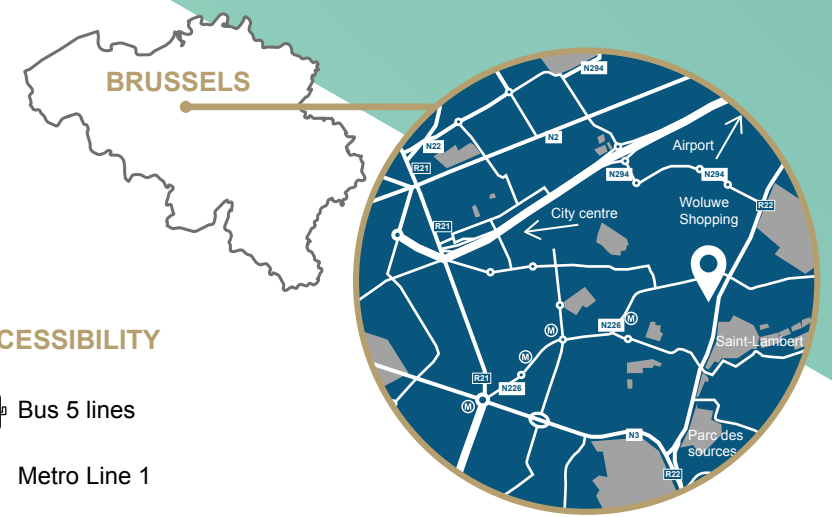 BRUSSELS
N294
N22
N2
R21
Airport
N294
N294
Woluwe
Shopping
R22
City centre
R21
M
N226
M
M
Saint-Lambert
R21
N226
M
N3
Parc des
sources
R22
CESSIBILITY
Bus 5 lines
Metro Line 1